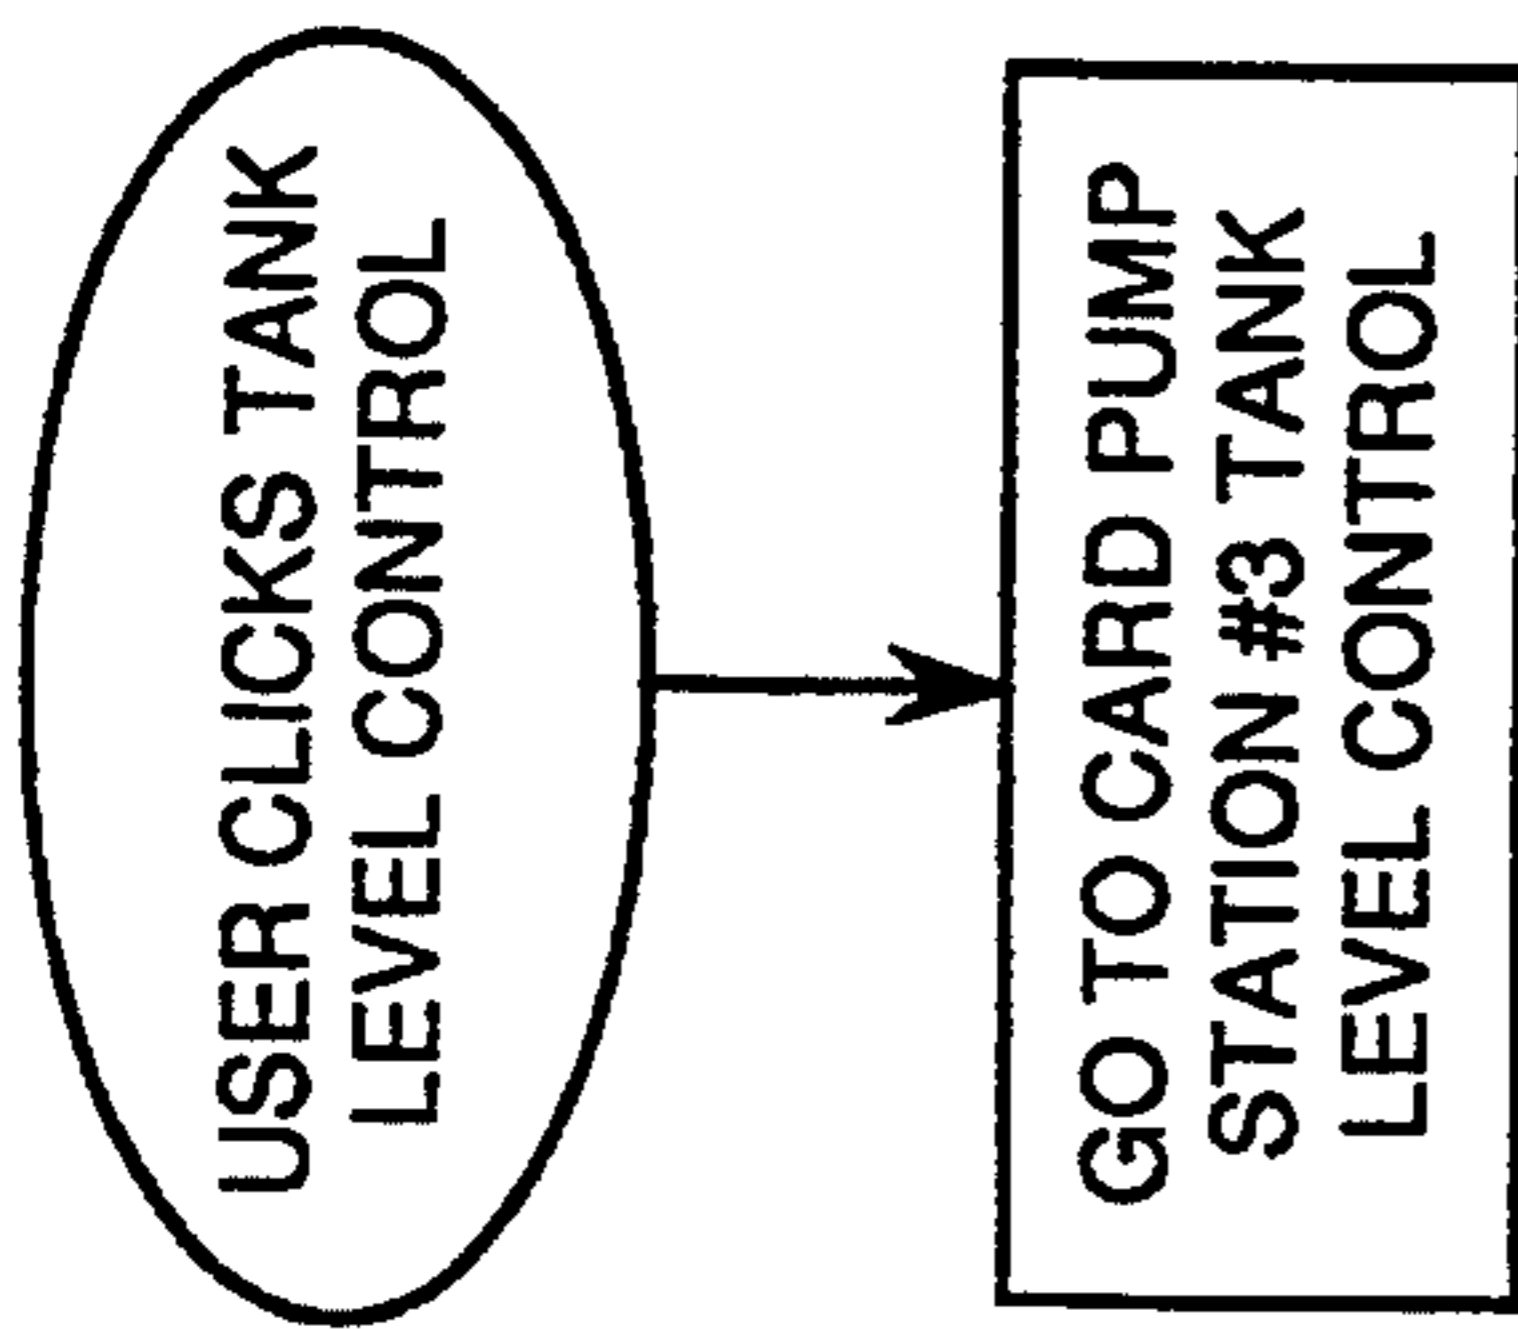 USER CLICKS TANK
LEVEL CONTROL
GO TO CARD PUMP
STATION #3 TANK
LEVEL CONTROL